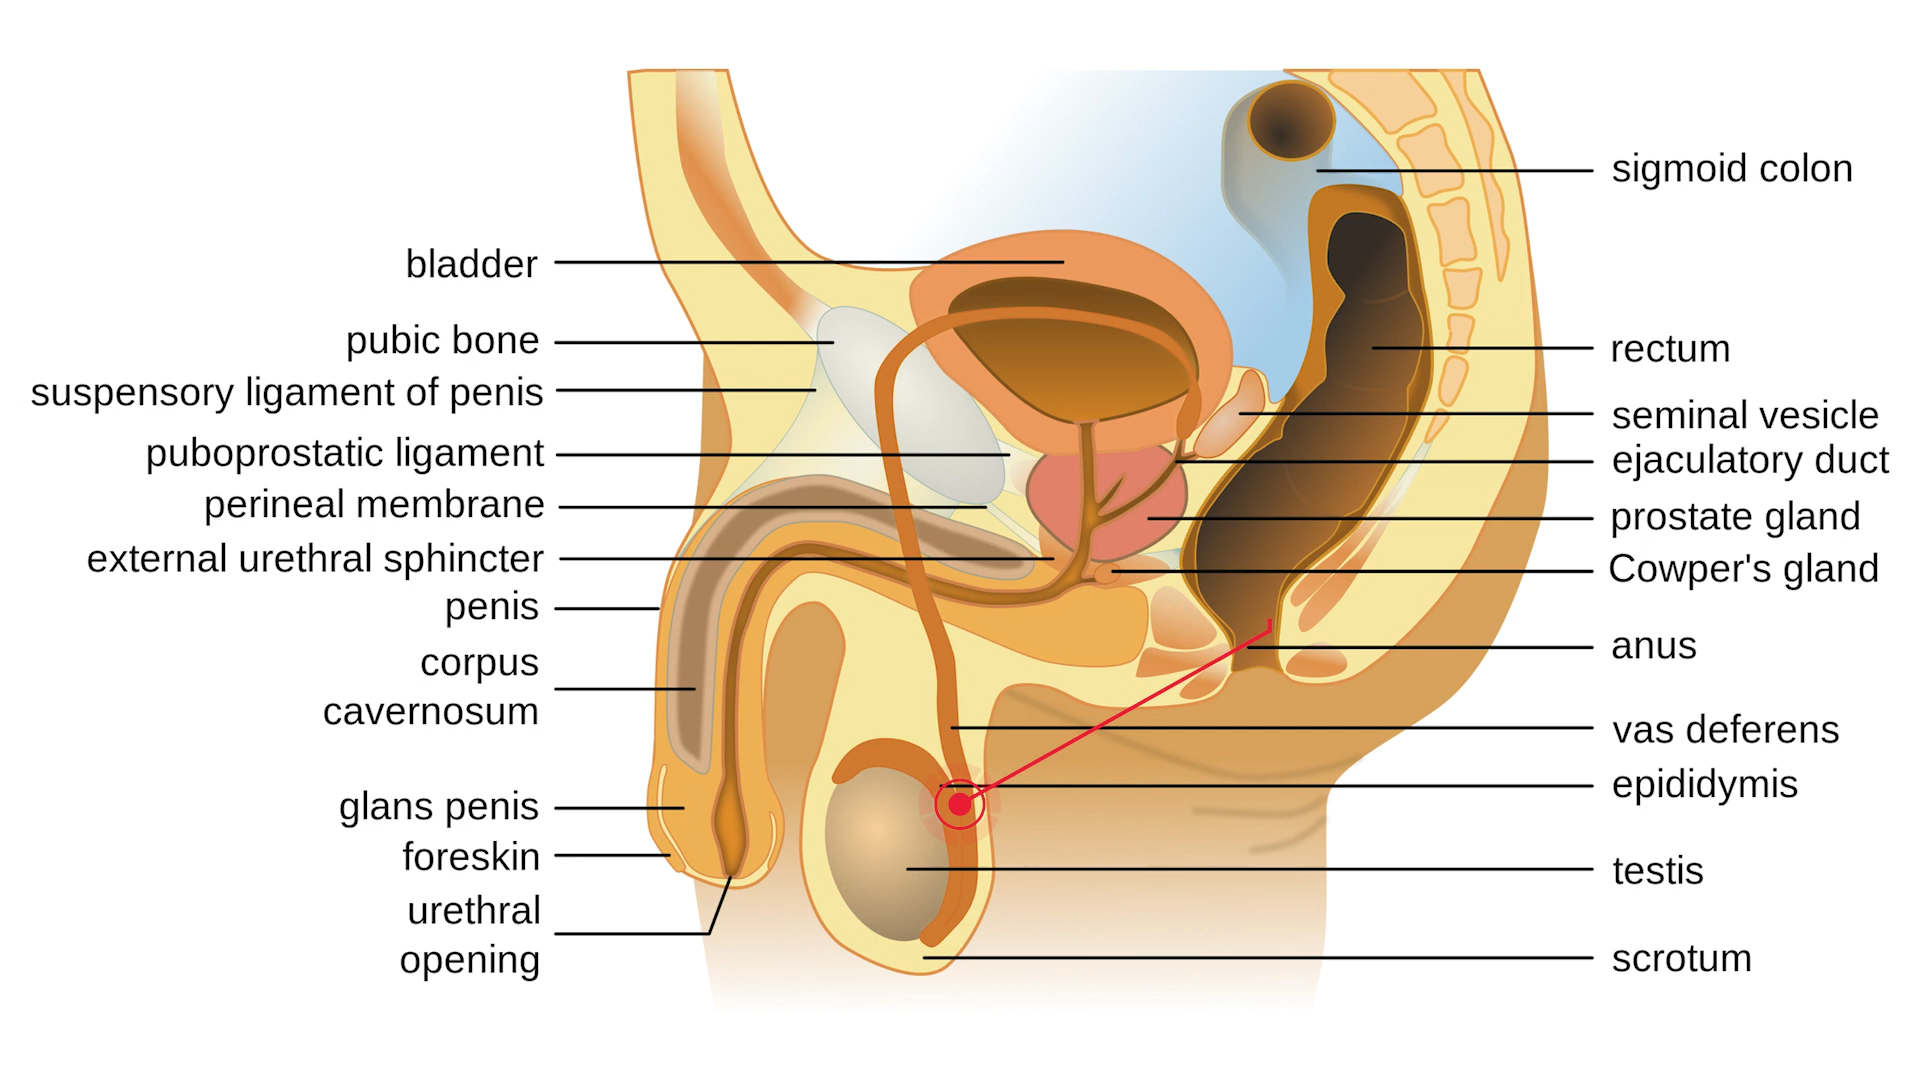 bladder
pubic bone
suspensory ligament of penis
puboprostatic ligament
perineal membrane
external urethral sphincter
penis
corpus
cavernosum
glans penis
foreskin
urethral
opening
sigmoid colon
rectum
seminal vesicle
ejaculatory duct
prostate gland
Cowper's gland
anus
vas deferens
epididymis
testis
scrotum